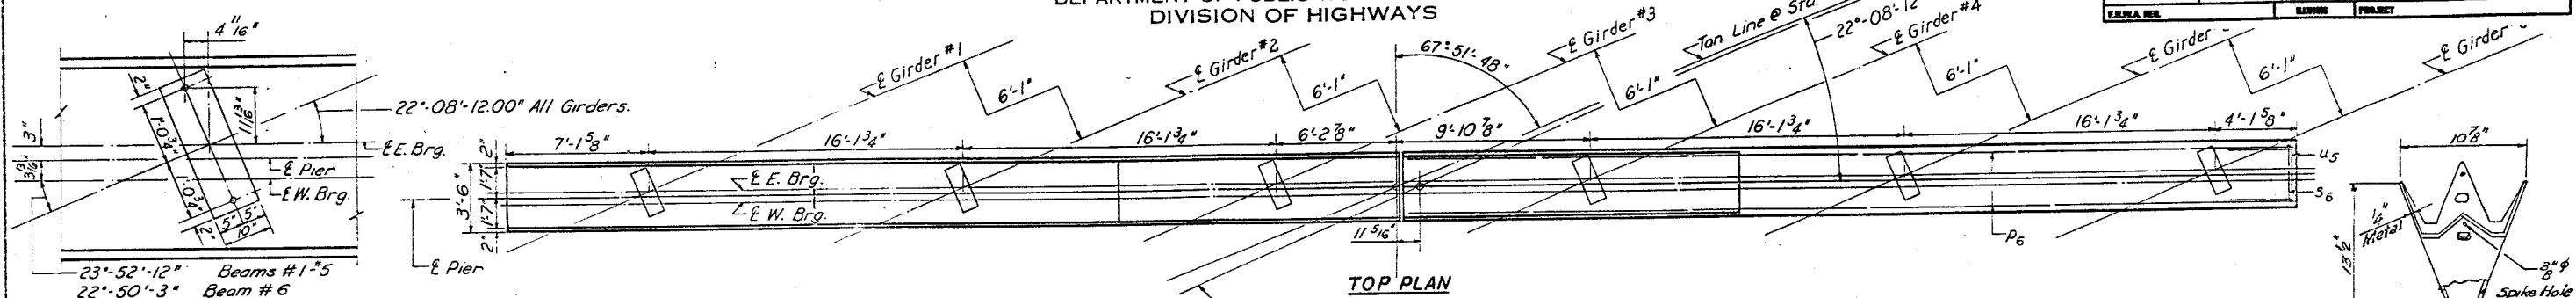 DIVISION OF HIGHWAYS
F.H.W.A. REG.
ILLINOIS
PROJECT
4 11/16"
2"
1'-0 3/4"
1'-0 3/4"
11 13/16"
3"
3 13/16"
5"
5"
10"
2"
22°-08'-12.00" All Girders.
℄ E. Brg.
℄ Pier
℄ W. Brg.
23°-52'-12" Beams #1-#5
22°-50'-3" Beam #6
℄ Girder #1
℄ Girder #2
℄ Girder #3
Tan. Line @ Sta.
22°-08'-12
℄ Girder #4
℄ Girder
℄ Girder
6'-1"
6'-1"
67°-51'-48"
6'-1"
6'-1"
6'-1"
7'-1 5/8"
16'-1 3/4"
16'-1 3/4"
6'-2 7/8"
9'-10 7/8"
16'-1 3/4"
16'-1 3/4"
4'-1 5/8"
2"
1'-7"
3'-6"
1'-7"
2"
℄ E. Brg.
℄ W. Brg.
℄ Pier
11 5/16"
u5
s6
p6
TOP PLAN
10 7/8"
1/4"
Metal
13 1/2"
3/8" ϕ
Spike Hole